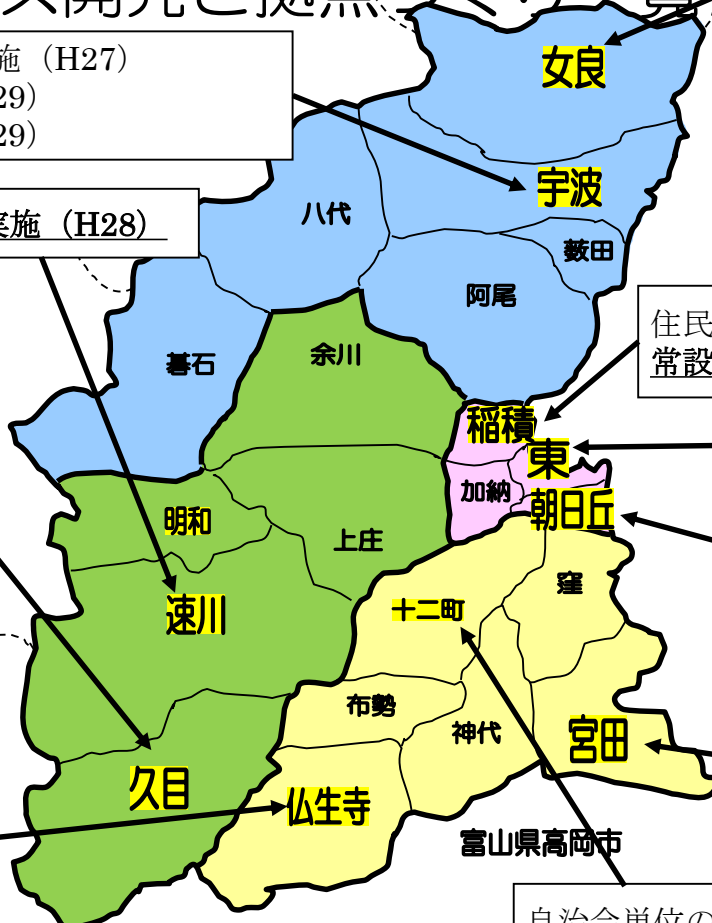 施（H27）
29）
29）
実施（H28）
女良
宇波
八代
薮田
阿尾
住民
常設
碁石
余川
稲積
東
加納
朝日丘
明和
上庄
窪
速川
十二町
布勢
神代
宮田
久目
仏生寺
富山県高岡市
自治会単位の